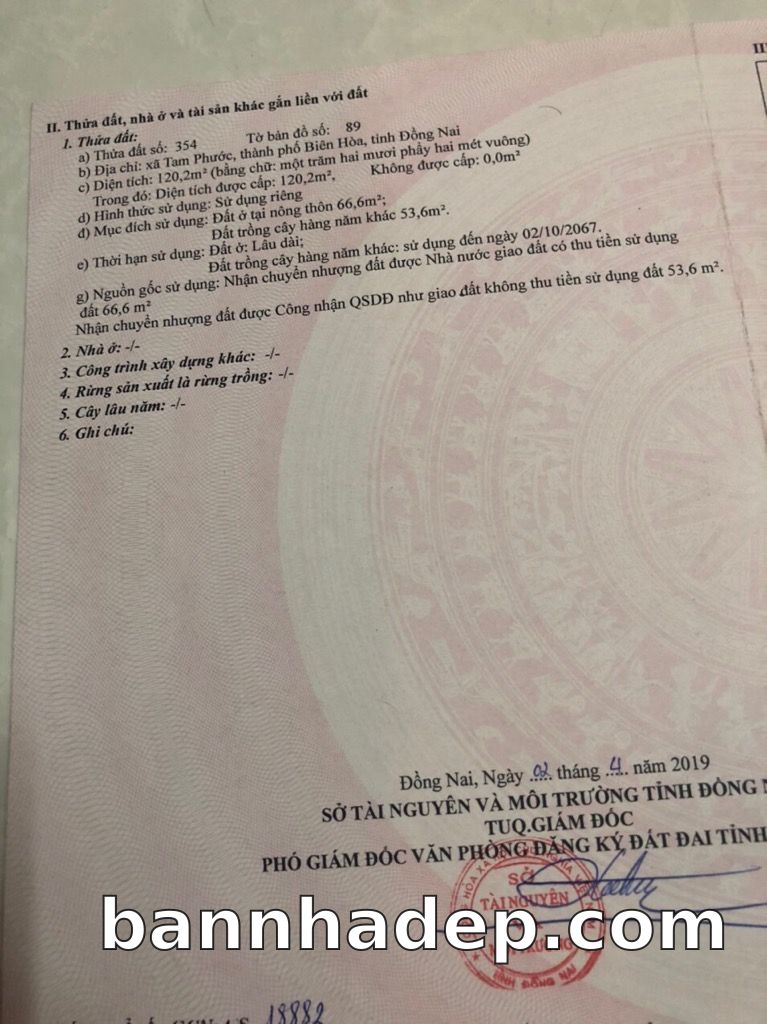 II. Thửa đất, nhà ở và tài sản khác gắn liền với đất
1. Thửa đất:
a) Thửa đất số: 354 Tờ bản đồ số: 89
b) Địa chỉ: xã Tam Phước, thành phố Biên Hòa, tỉnh Đồng Nai
c) Diện tích: 120,2m² (bằng chữ: một trăm hai mươi phẩy hai mét vuông)
Trong đó: Diện tích được cấp: 120,2m², Không được cấp: 0,0m²
d) Hình thức sử dụng: Sử dụng riêng
đ) Mục đích sử dụng: Đất ở tại nông thôn 66,6m²;
Đất trồng cây hàng năm khác 53,6m².
e) Thời hạn sử dụng: Đất ở: Lâu dài;
Đất trồng cây hàng năm khác: sử dụng đến ngày 02/10/2067.
g) Nguồn gốc sử dụng: Nhận chuyển nhượng đất được Nhà nước giao đất có thu tiền sử dụng
đất 66,6 m²
Nhận chuyển nhượng đất được Công nhận QSDĐ như giao đất không thu tiền sử dụng đất 53,6 m².
2. Nhà ở: -/-
3. Công trình xây dựng khác: -/-
4. Rừng sản xuất là rừng trồng: -/-
5. Cây lâu năm: -/-
6. Ghi chú:
Đồng Nai, Ngày 02 tháng 4 năm 2019
SỞ TÀI NGUYÊN VÀ MÔI TRƯỜNG TỈNH ĐỒNG
TUQ.GIÁM ĐỐC
PHÓ GIÁM ĐỐC VĂN PHÒNG ĐĂNG KÝ ĐẤT ĐAI TỈNH
SỞ
TÀI NGUYÊN
MÔI TRƯỜNG
TỈNH ĐỒNG NAI
bannhadep.com
18882